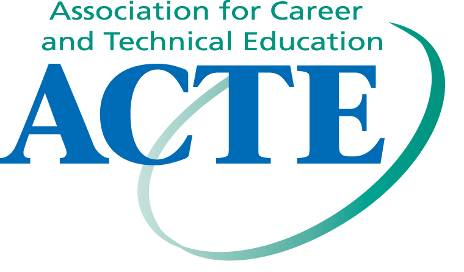 Association for Career
and Technical Education
ACTE